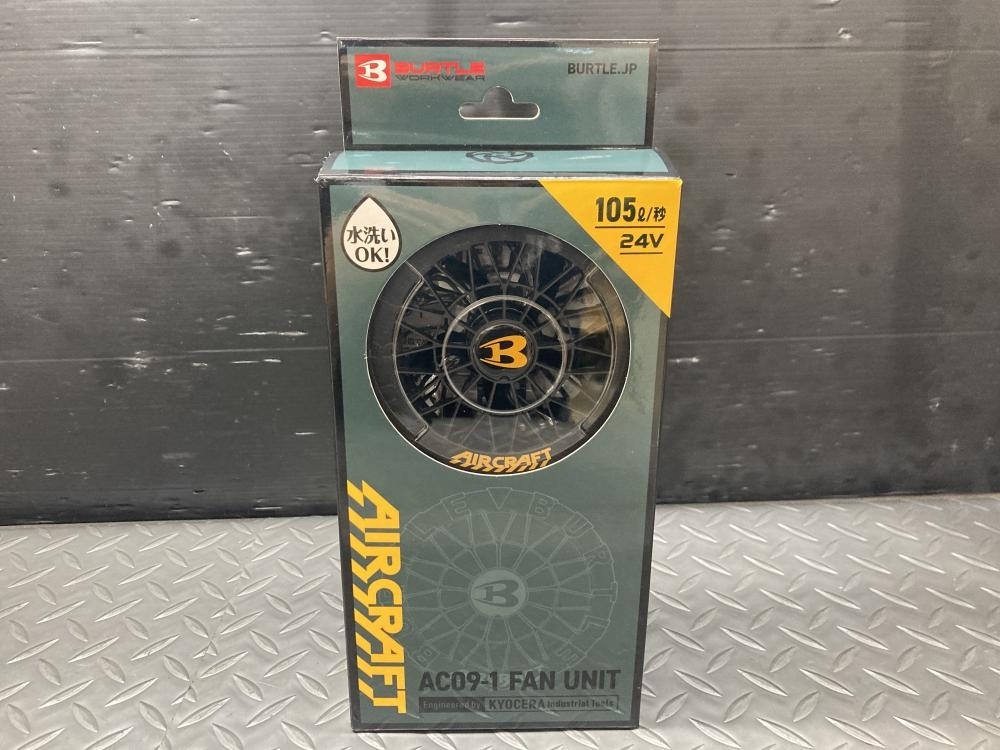 B BURTLE
WORKWEAR
BURTLE.JP
水洗い
OK!
105ℓ/秒
24V
B
AIRCRAFT
AIRCRAFT
B
AC09-1 FAN UNIT
Engineered by KYOCERA Industrial Tools